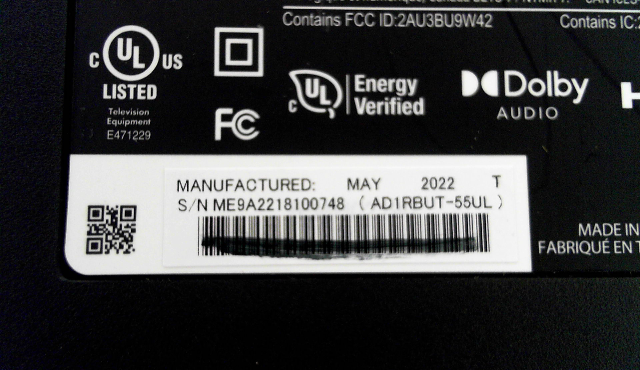 Contains FCC ID:2AU3BU9W42
Contains IC:
C UL US
LISTED
Television
Equipment
E471229
FC
C UL
Energy
Verified
Dolby
AUDIO
H
MANUFACTURED: MAY 2022 T
S/N ME9A2218100748 (AD1RBUT-55UL)
MADE IN
FABRIQUÉ EN T